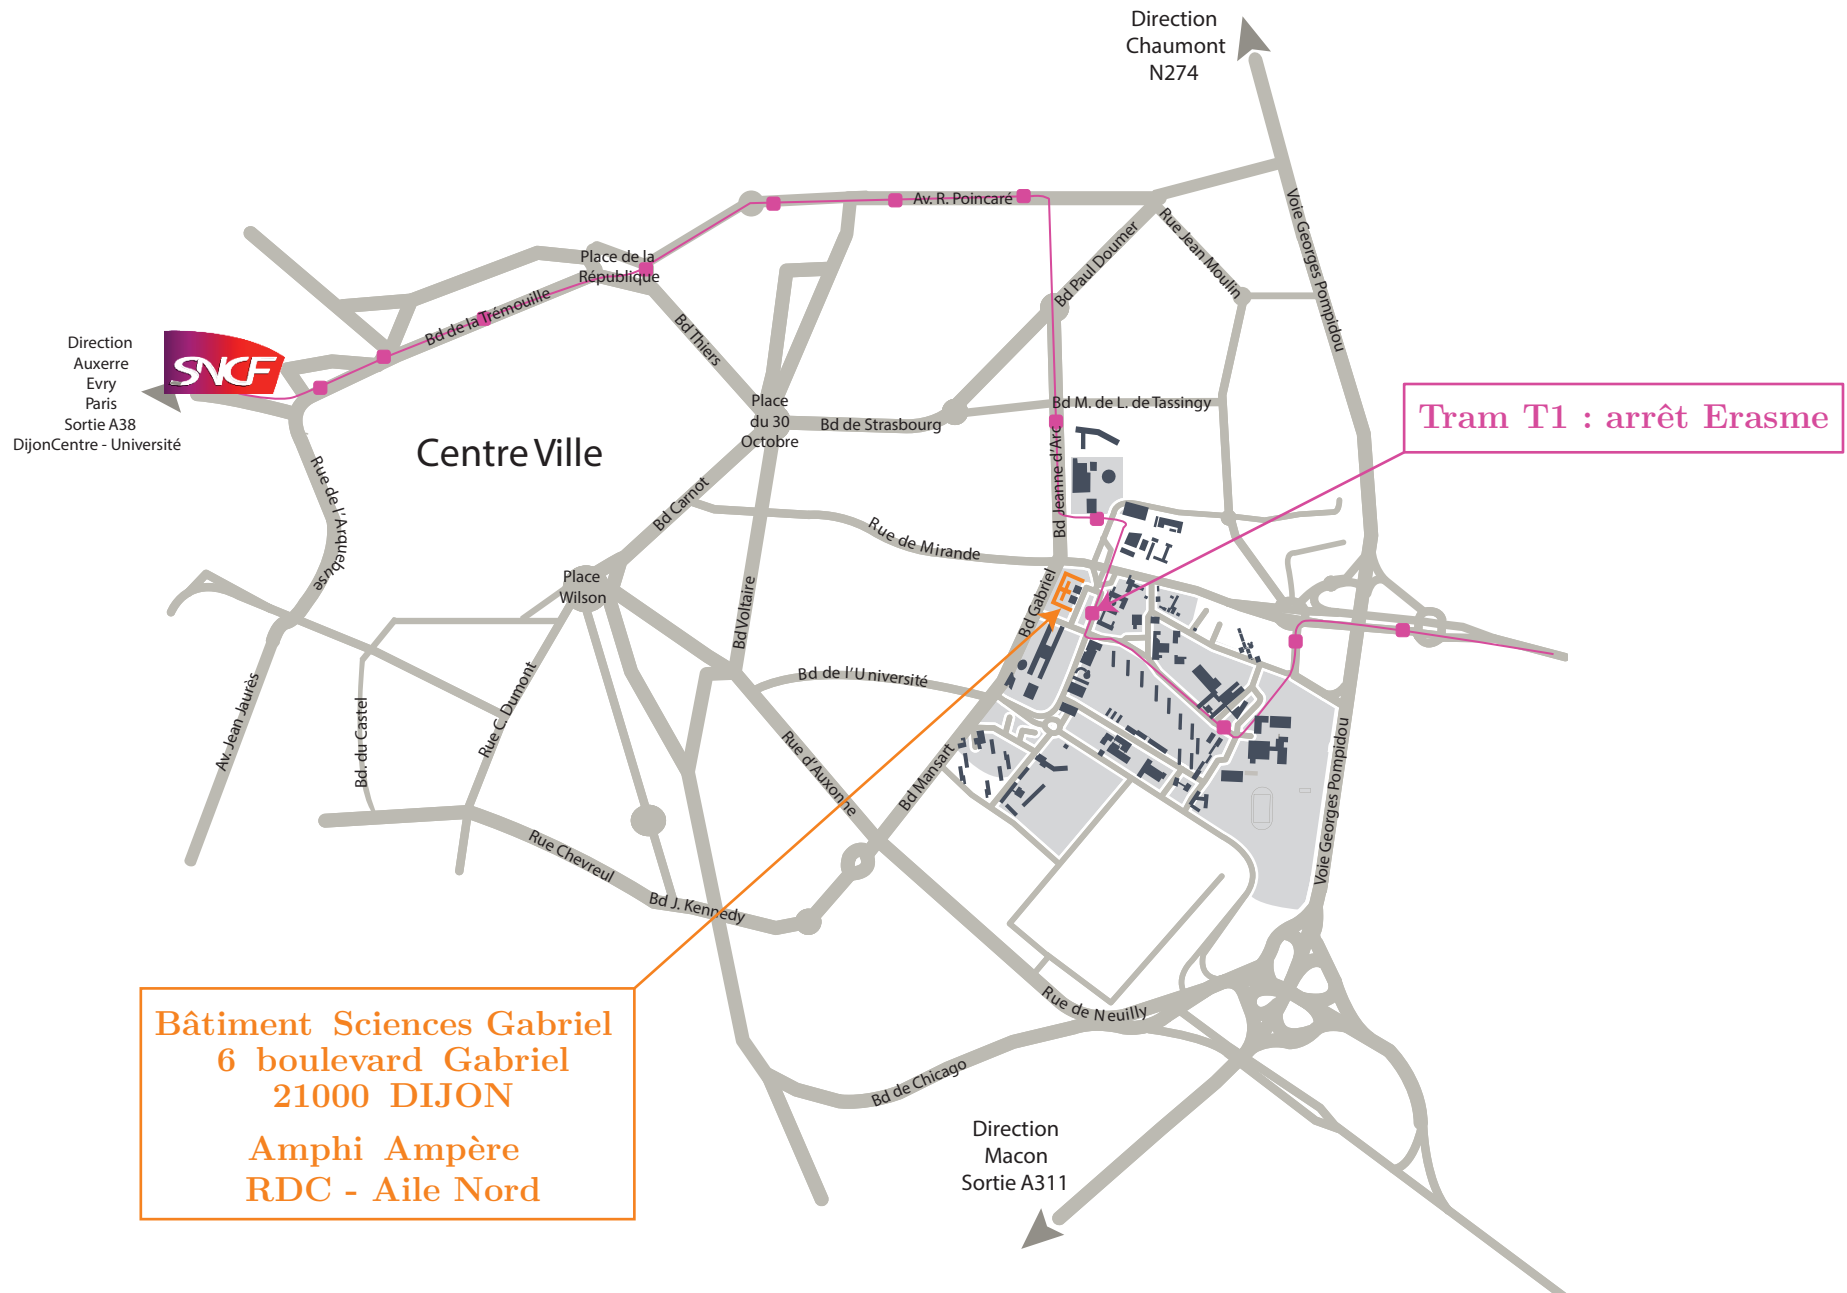 Direction
Chaumont
N274
Av. R. Poincaré
Rue Jean Moulin
Voie Georges Pompidou
Bd Paul Doumer
Place de la
République
Bd de la Trémouille
Bd Thiers
SNCF
Direction
Auxerre
Evry
Paris
Sortie A38
DijonCentre - Université
Centre Ville
Place
du 30
Octobre
Bd de Strasbourg
Bd M. de L. de Tassingy
Tram T1 : arrêt Erasme
Bd Jeanne d'Arc
Rue de l'Arquebuse
Bd Carnot
Rue de Mirande
Place
Wilson
Bd Voltaire
Bd Gabriel
Bd de l'Université
Av. Jean Jaurès
Bd. du Castel
Rue C. Dumont
Rue d'Auxonne
Bd Mansart
Voie Georges Pompidou
Rue Chevreul
Bd J. Kennedy
Rue de Neuilly
Bd de Chicago
Bâtiment Sciences Gabriel
6 boulevard Gabriel
21000 DIJON
Amphi Ampère
RDC - Aile Nord
Direction
Macon
Sortie A311